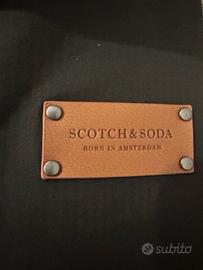 SCOTCH & SODA
BORN IN AMSTERDAM
subito